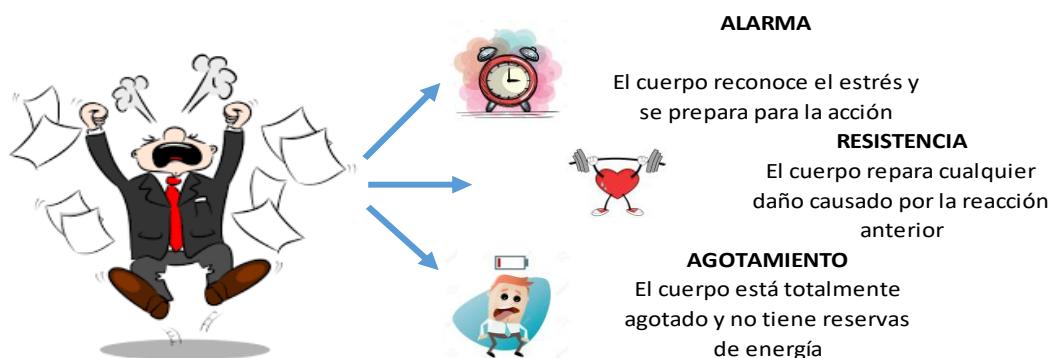 ALARMA
El cuerpo reconoce el estrés y
se prepara para la acción
RESISTENCIA
El cuerpo repara cualquier
daño causado por la reacción
anterior
AGOTAMIENTO
El cuerpo está totalmente
agotado y no tiene reservas
de energía